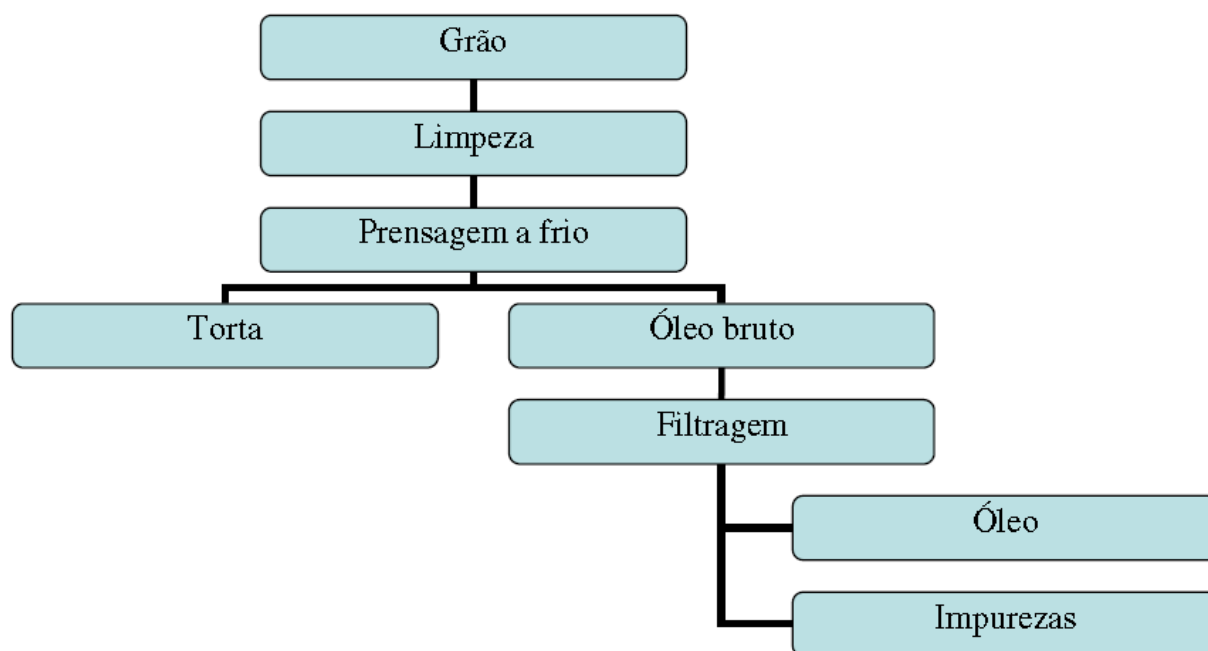 Grão
Limpeza
Prensagem a frio
Torta
Óleo bruto
Filtragem
Óleo
Impurezas